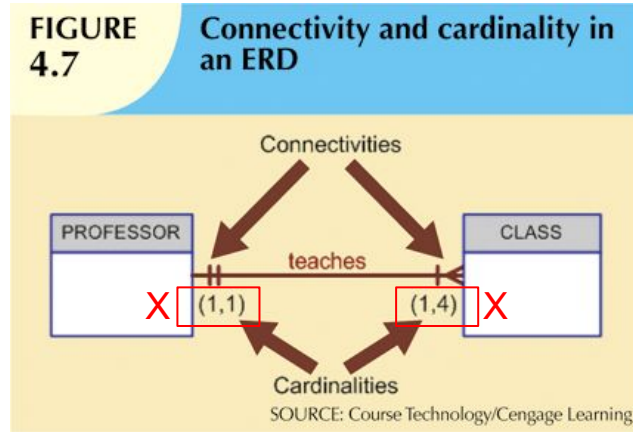 FIGURE
4.7
Connectivity and cardinality in
an ERD
Connectivities
PROFESSOR
teaches
CLASS
X
(1,1)
(1,4)
X
Cardinalities
SOURCE: Course Technology/Cengage Learning